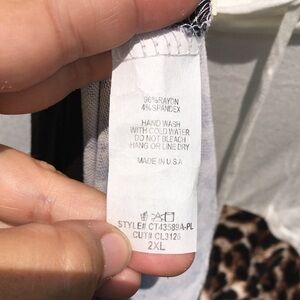 96%RAYON
4%SPANDEX
HAND WASH
WITH COLD WATER
DO NOT BLEACH
HANG OR LINE DRY
MADE IN U.S.A
STYLE# CT43589A-PL
CUT# CL3126
2XL